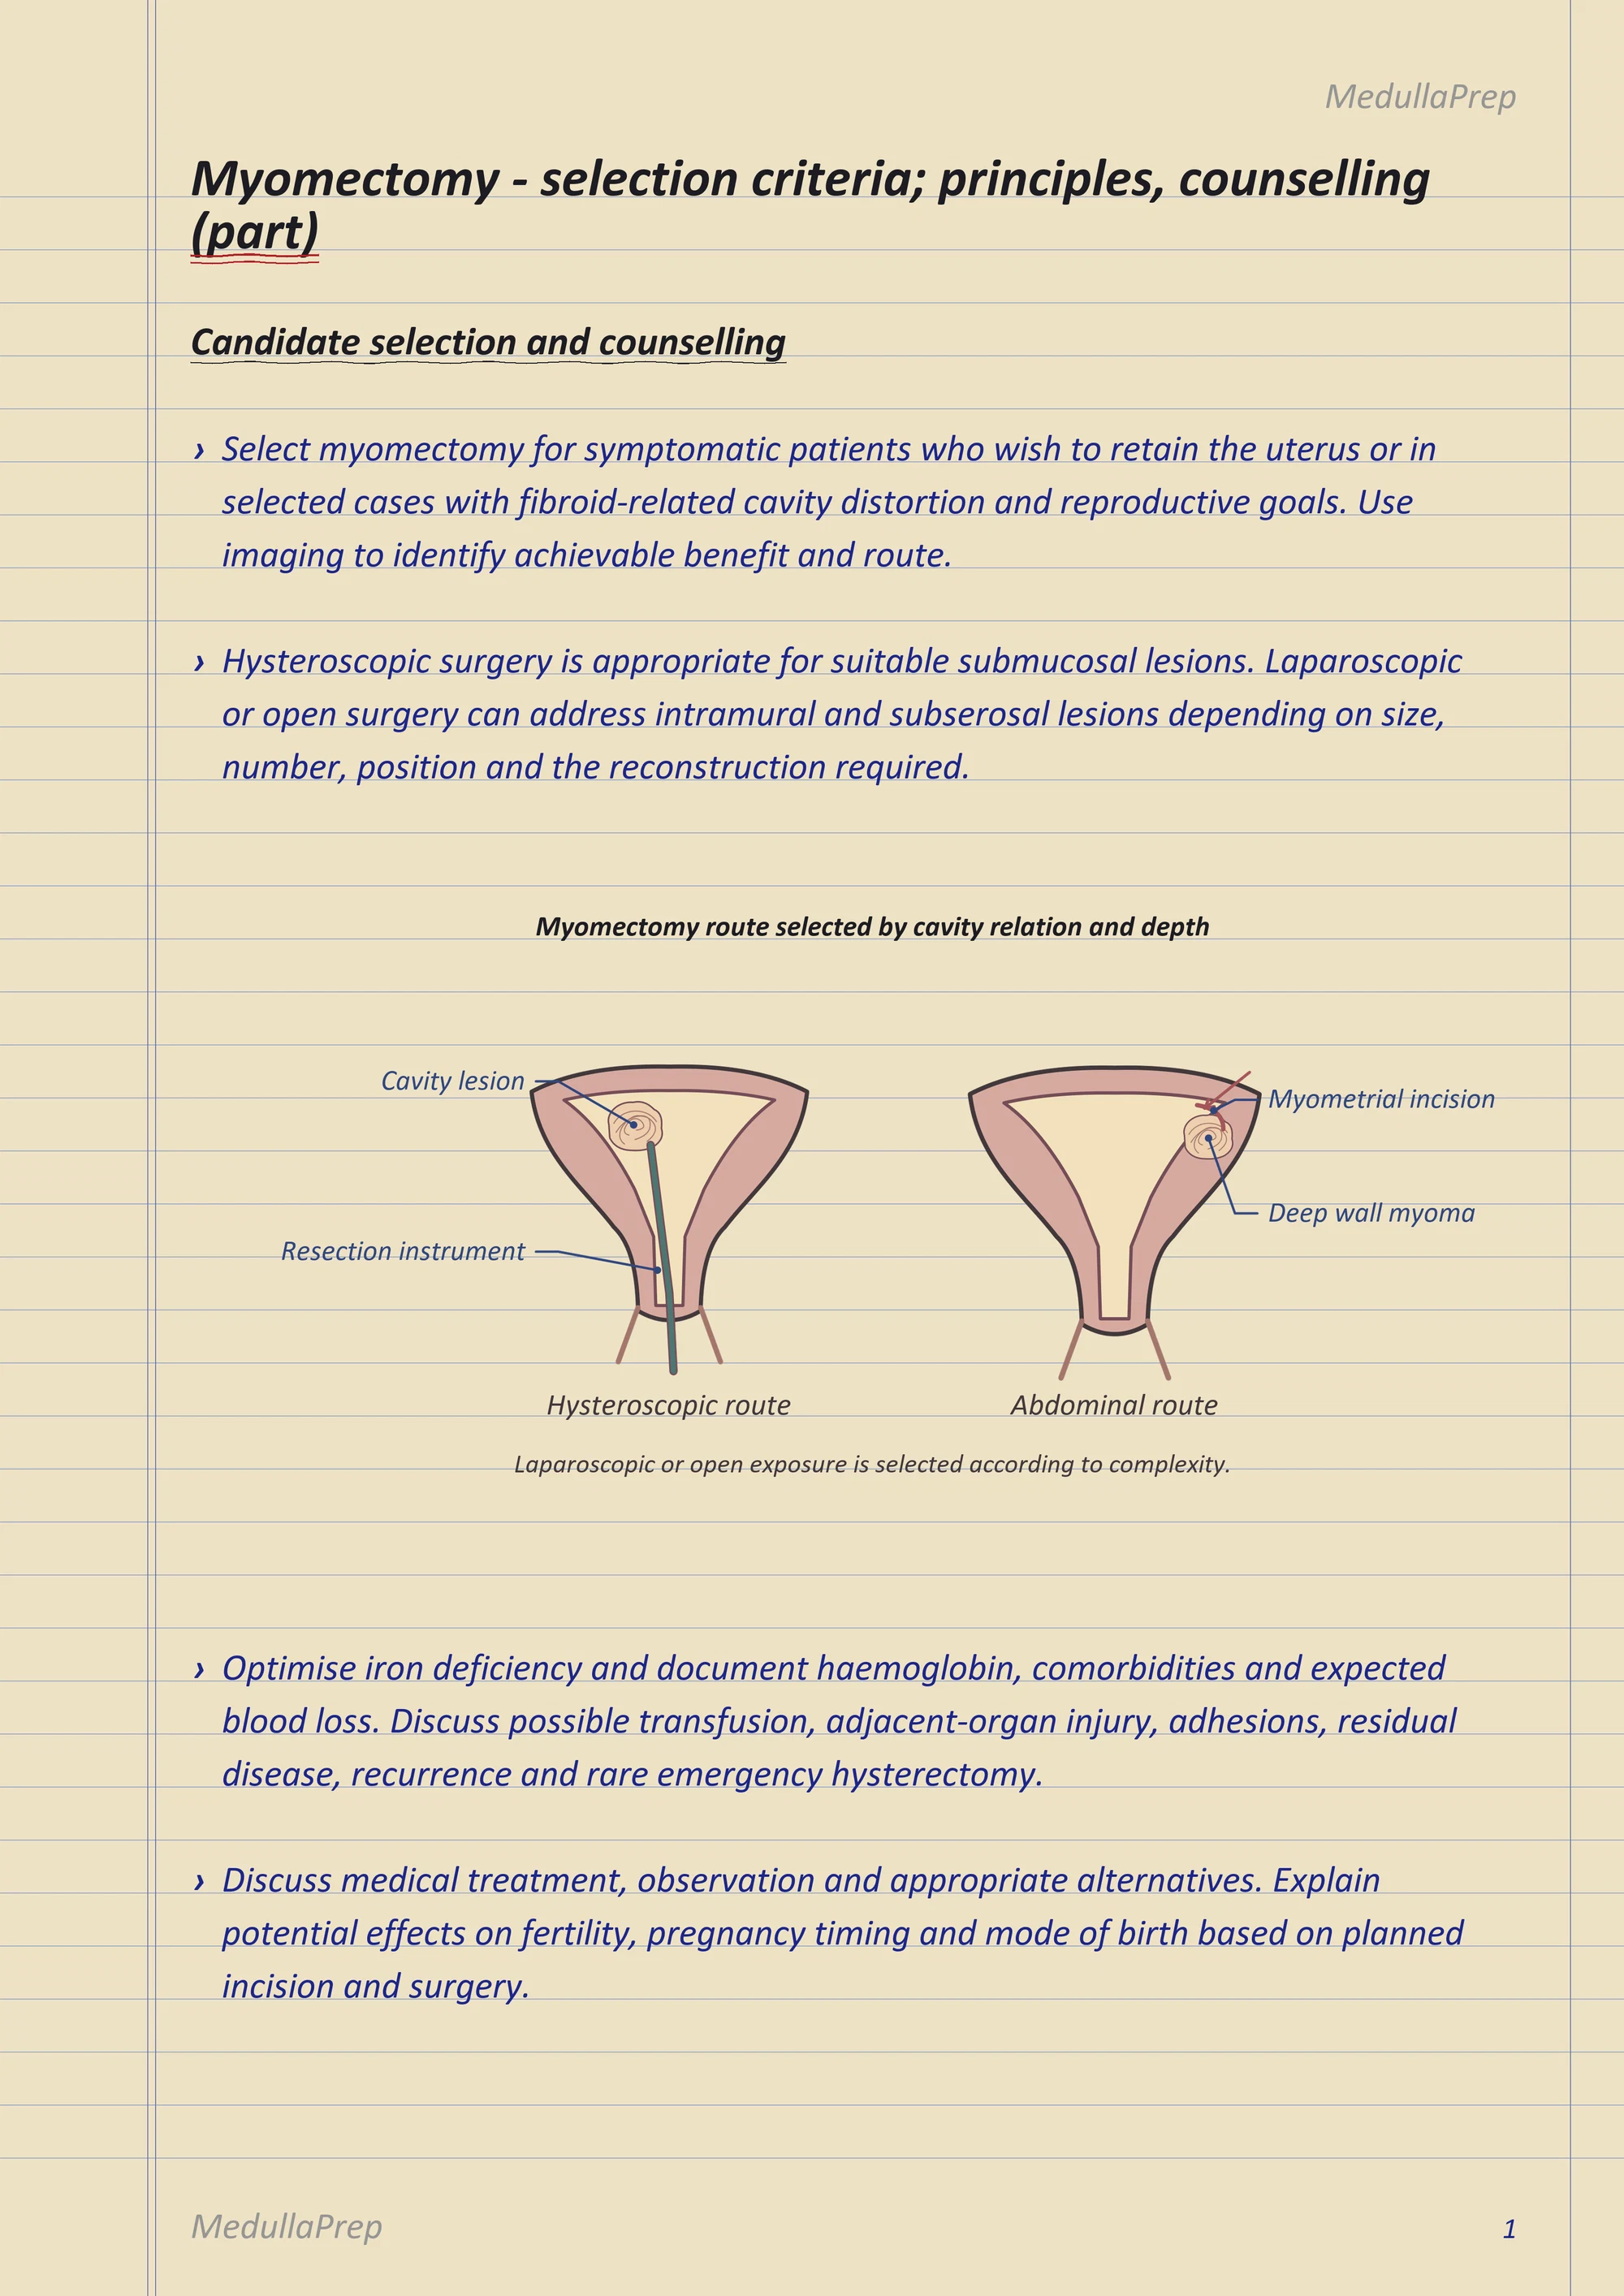 MedullaPrep
Myomectomy - selection criteria; principles, counselling
(part)
Candidate selection and counselling
› Select myomectomy for symptomatic patients who wish to retain the uterus or in
selected cases with fibroid-related cavity distortion and reproductive goals. Use
imaging to identify achievable benefit and route.
› Hysteroscopic surgery is appropriate for suitable submucosal lesions. Laparoscopic
or open surgery can address intramural and subserosal lesions depending on size,
number, position and the reconstruction required.
Myomectomy route selected by cavity relation and depth
Cavity lesion
Myometrial incision
Deep wall myoma
Resection instrument
Hysteroscopic route
Abdominal route
Laparoscopic or open exposure is selected according to complexity.
› Optimise iron deficiency and document haemoglobin, comorbidities and expected
blood loss. Discuss possible transfusion, adjacent-organ injury, adhesions, residual
disease, recurrence and rare emergency hysterectomy.
› Discuss medical treatment, observation and appropriate alternatives. Explain
potential effects on fertility, pregnancy timing and mode of birth based on planned
incision and surgery.
MedullaPrep
1